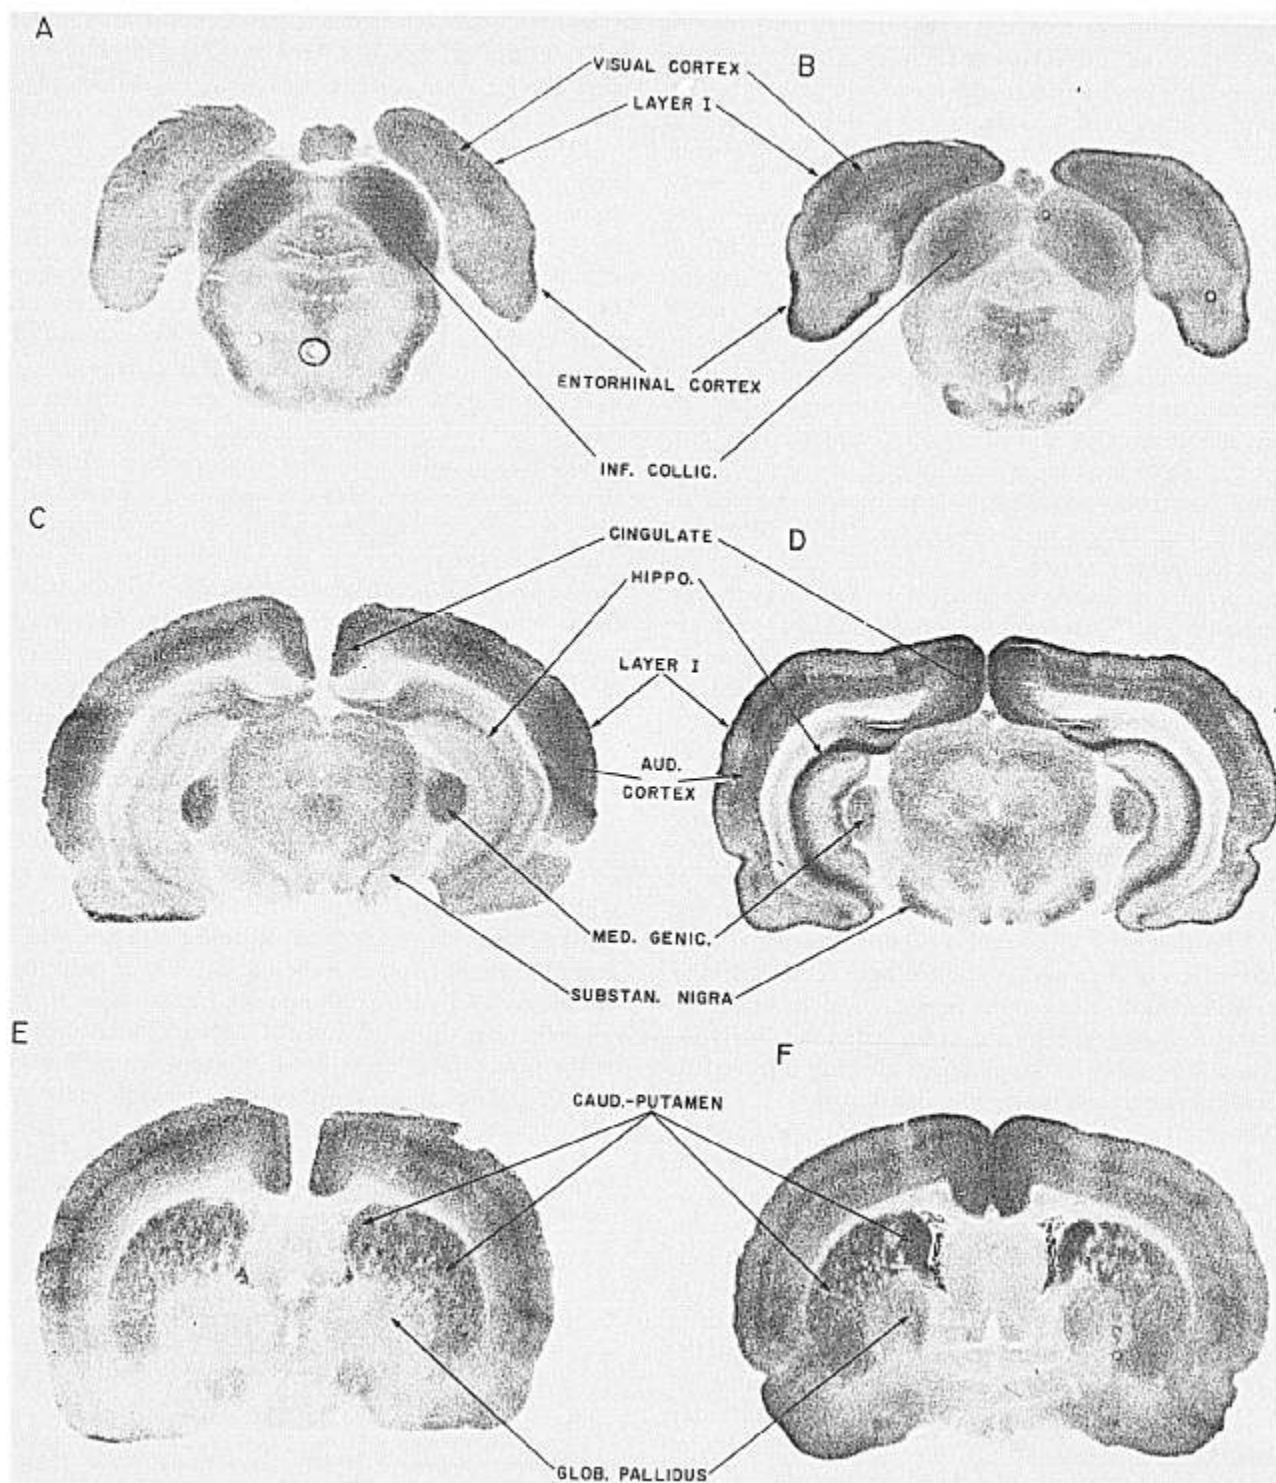 A
VISUAL CORTEX
B
LAYER I
ENTORHINAL CORTEX
INF. COLLIC.
C
CINGULATE
D
HIPPO.
LAYER I
AUD.
CORTEX
MED. GENIC.
SUBSTAN. NIGRA
E
F
CAUD.-PUTAMEN
GLOB. PALLIDUS